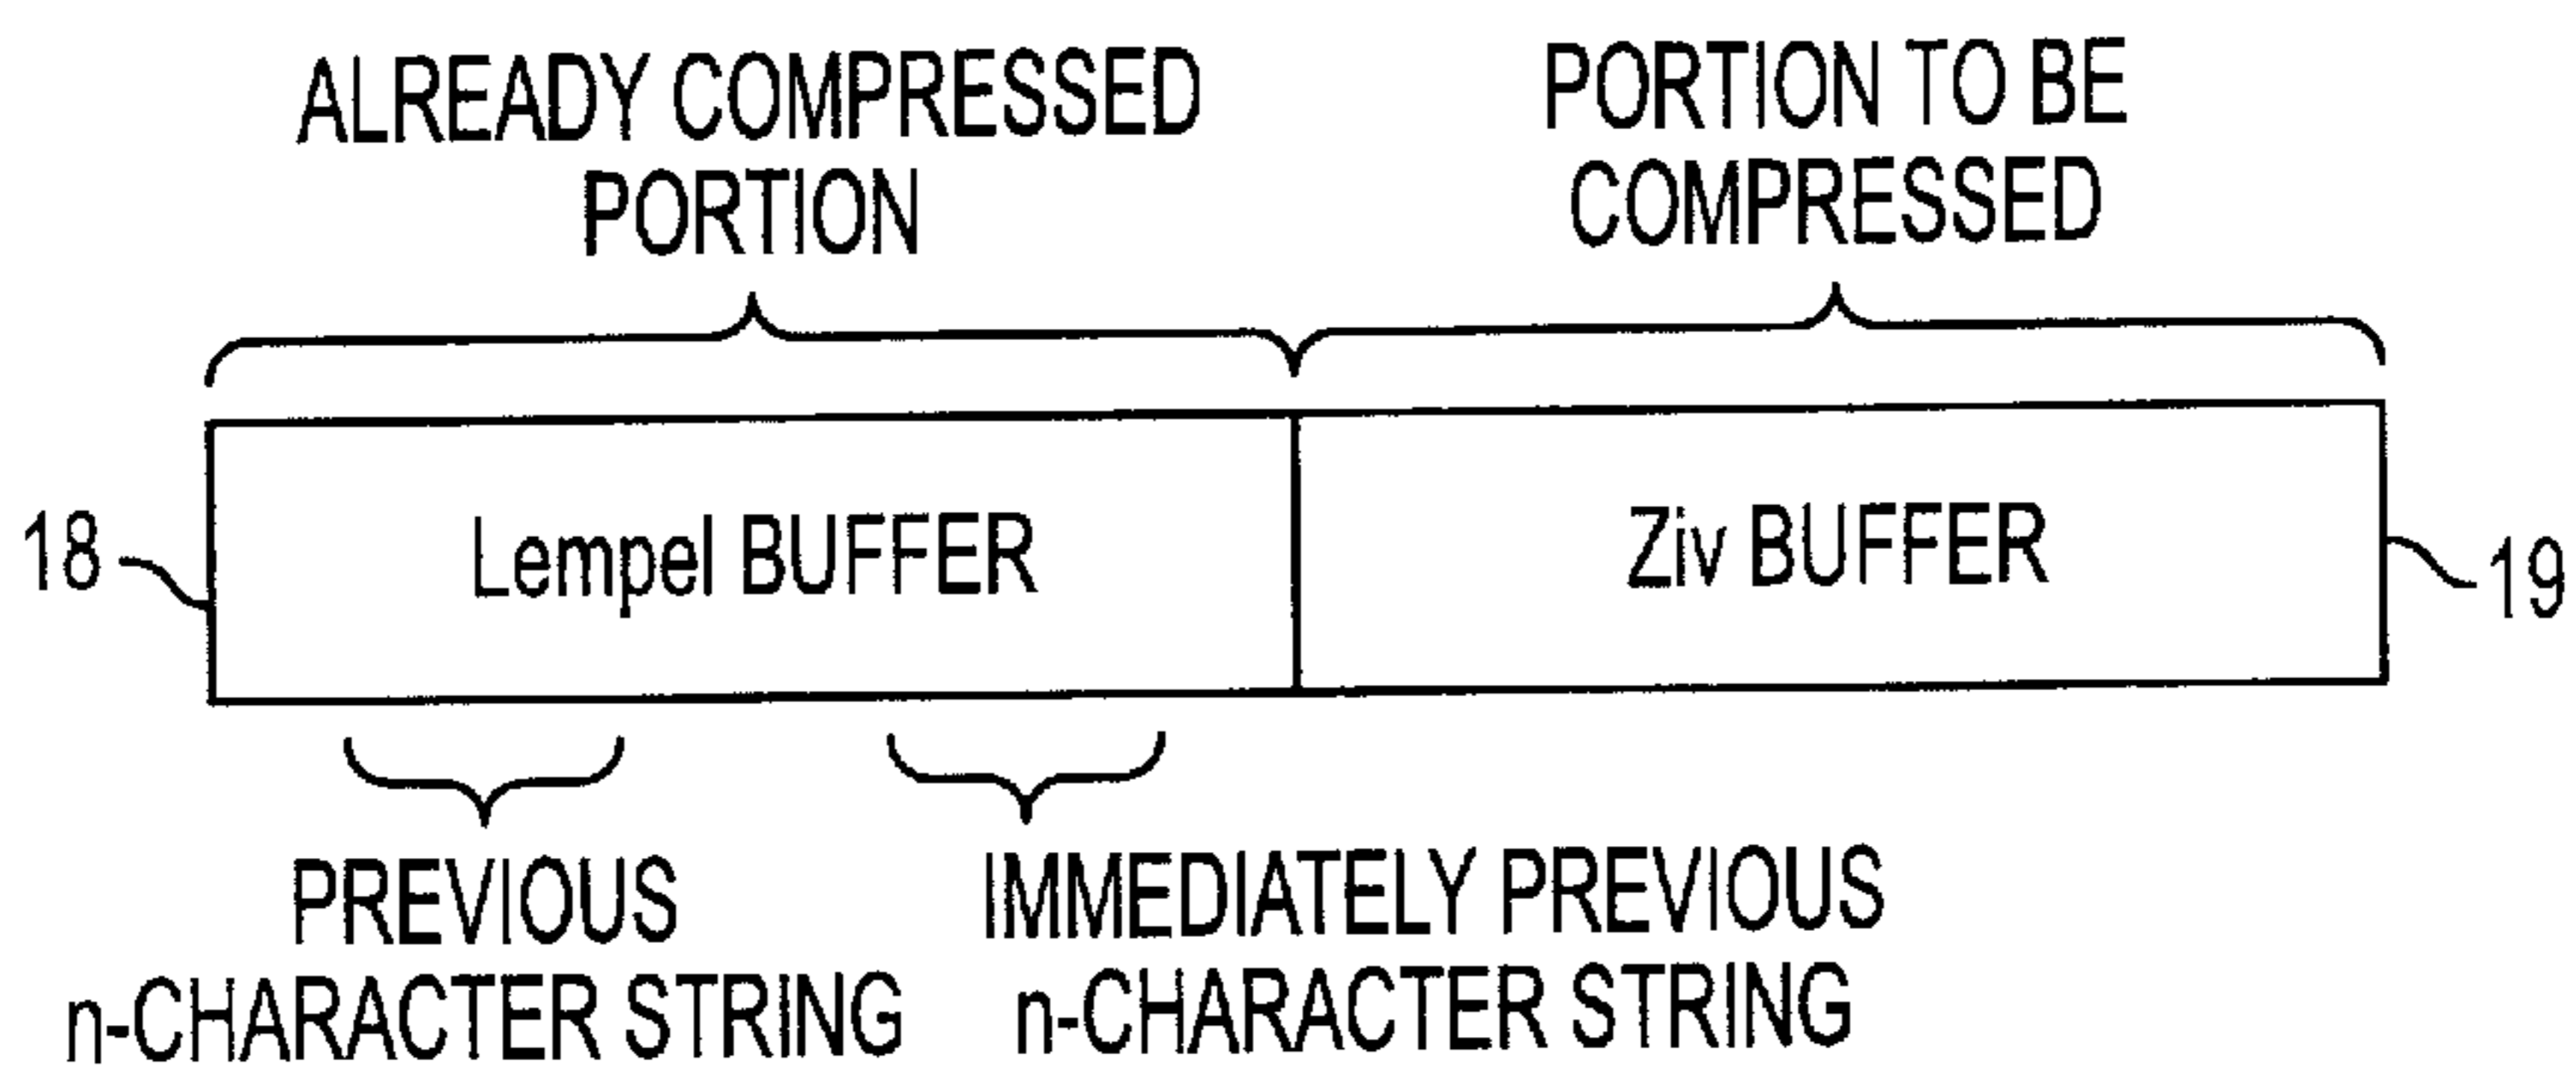 ALREADY COMPRESSED
PORTION
PORTION TO BE
COMPRESSED
18
Lempel BUFFER
Ziv BUFFER
19
PREVIOUS
n-CHARACTER STRING
IMMEDIATELY PREVIOUS
n-CHARACTER STRING